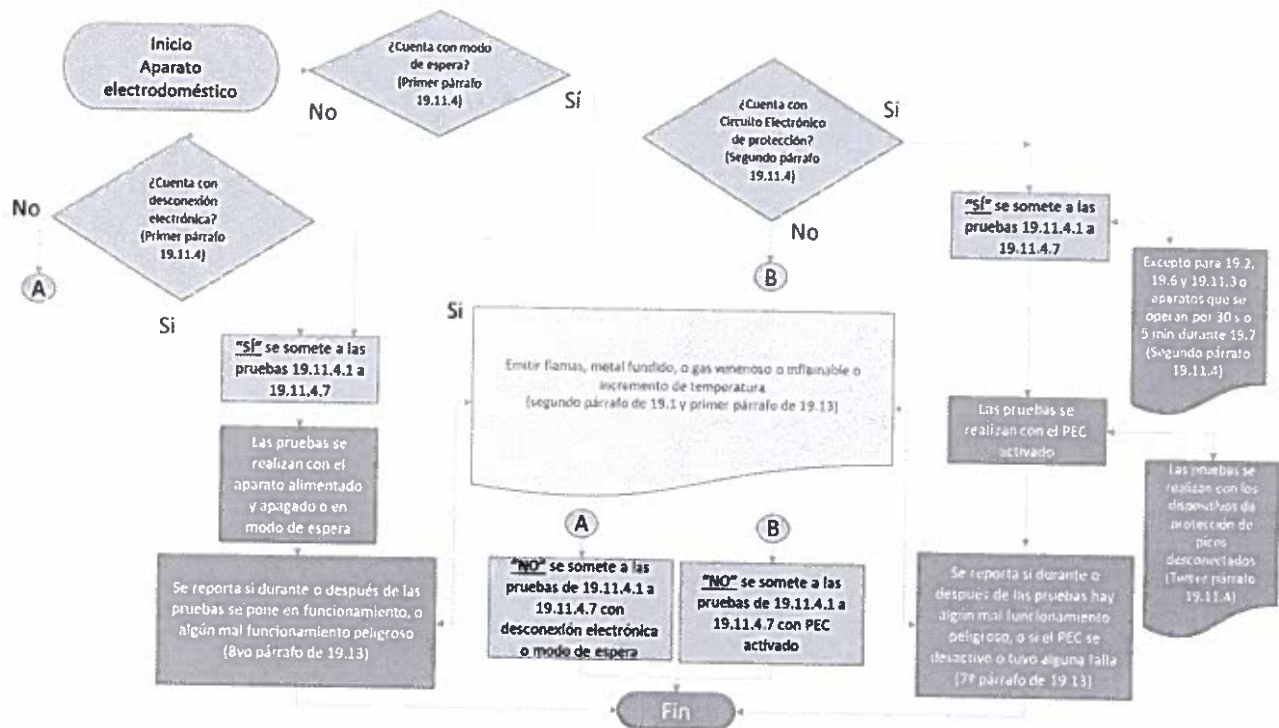 Inicio
Aparato
electrodoméstico
¿Cuenta con modo
de espera?
(Primer párrafo
19.11.4)
No
Sí
¿Cuenta con
desconexión
electrónica?
(Primer párrafo
19.11.4)
No
A
Si
"SÍ" se somete a las
pruebas 19.11.4.1 a
19.11.4.7
Las pruebas se
realizan con el
aparato alimentado
y apagado o en
modo de espera
Se reporta si durante o después de las
pruebas se pone en funcionamiento, o
algún mal funcionamiento peligroso
(8vo párrafo de 19.13)
¿Cuenta con
Circuito Electrónico
de protección?
(Segundo párrafo
19.11.4)
Si
No
B
"SÍ" se somete a las
pruebas 19.11.4.1 a
19.11.4.7
Excepto para 19.2,
19.6 y 19.11.3 o
aparatos que se
operan por 30 s o
5 min durante 19.7
(Segundo párrafo
19.11.4)
Las pruebas se
realizan con el PEC
activado
Las pruebas se
realizan con los
dispositivos de
protección de
picos
desconectados
(Tercer párrafo
19.11.4)
Se reporta si durante o
después de las pruebas hay
algún mal funcionamiento
peligroso, o si el PEC se
desactivo o tuvo alguna falla
(7º párrafo de 19.13)
Si
Emitir flamas, metal fundido, o gas venenoso o inflamable o
incremento de temperatura
(segundo párrafo de 19.1 y primer párrafo de 19.13)
A
"NO" se somete a las
pruebas de 19.11.4.1 a
19.11.4.7 con
desconexión electrónica
o modo de espera
B
"NO" se somete a las
pruebas de 19.11.4.1 a
19.11.4.7 con PEC
activado
Fin